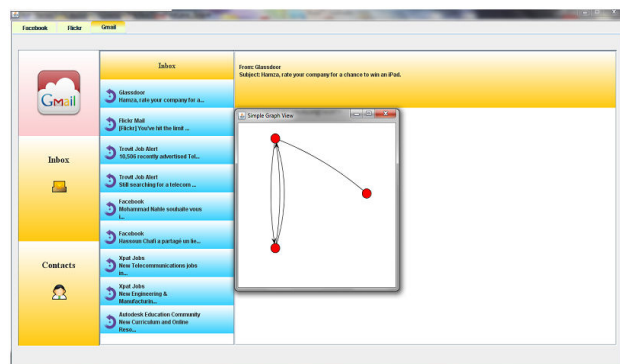 Facebook Flickr Gmail
Inbox
From: Glassdoor
Subject: Hamza, rate your company for a chance to win an iPad.
GMail
Glassdoor
Hamza, rate your company for a...
Flickr Mail
[Flickr] You've hit the limit ...
Simple Graph View
Trovit Job Alert
10,506 recently advertised Tel...
Inbox
Trovit Job Alert
Still searching for a telecom ...
Facebook
Mohammad Nable souhaite vous
i...
Facebook
Hassoun Chafi a partagé un lie...
Contacts
Xpat Jobs
New Telecommunications jobs
in...
Xpat Jobs
New Engineering &
Manufacturin...
Autodesk Education Community
New Curriculum and Online
Reso...